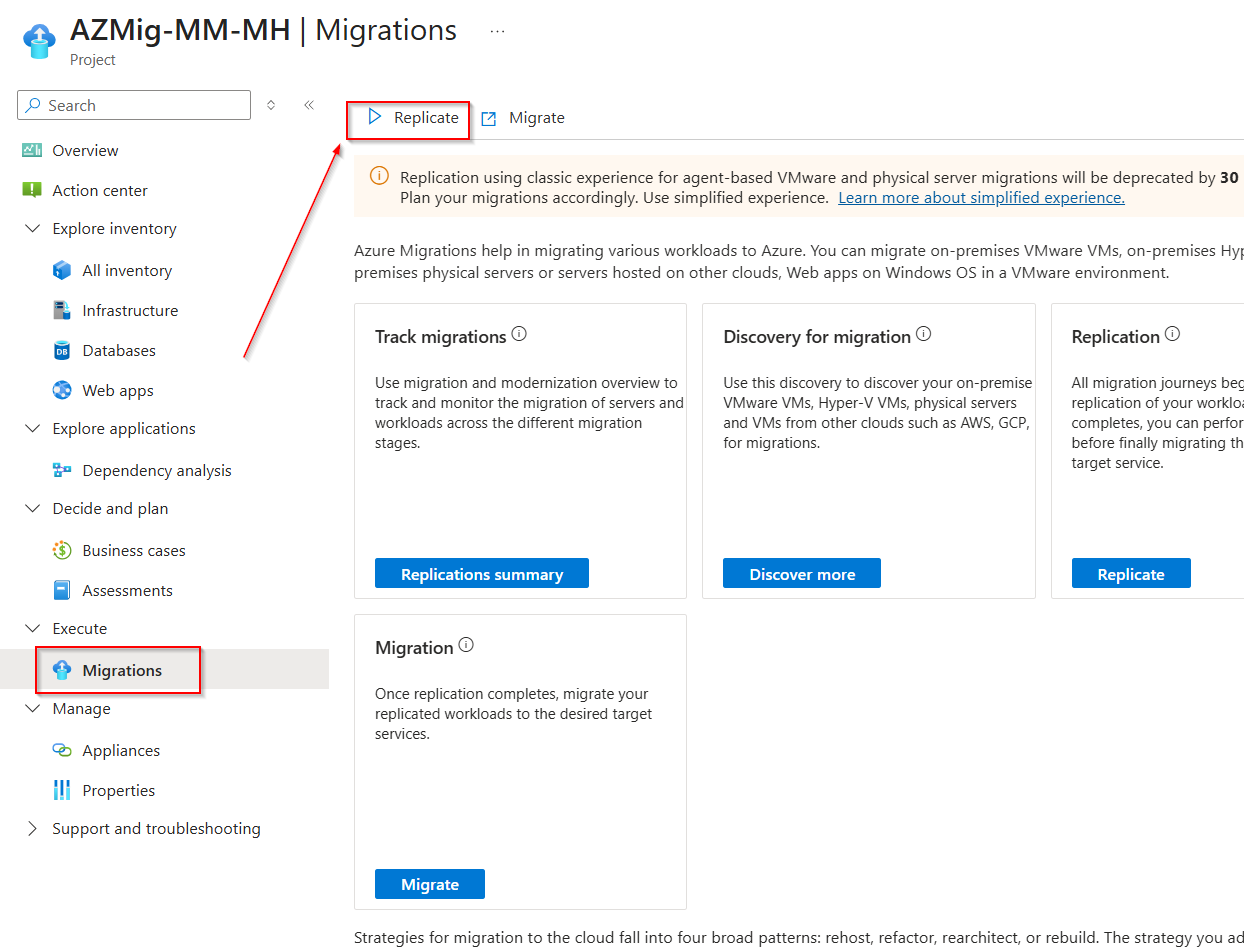 AZMig-MM-MH | Migrations ...
Project
Search
Overview
Action center
Explore inventory
All inventory
Infrastructure
Databases
Web apps
Explore applications
Dependency analysis
Decide and plan
Business cases
Assessments
Execute
Migrations
Manage
Appliances
Properties
Support and troubleshooting
Replicate
Migrate
Replication using classic experience for agent-based VMware and physical server migrations will be deprecated by 30
Plan your migrations accordingly. Use simplified experience. Learn more about simplified experience.
Azure Migrations help in migrating various workloads to Azure. You can migrate on-premises VMware VMs, on-premises Hyp
premises physical servers or servers hosted on other clouds, Web apps on Windows OS in a VMware environment.
Track migrations
Use migration and modernization overview to
track and monitor the migration of servers and
workloads across the different migration
stages.
Replications summary
Discovery for migration
Use this discovery to discover your on-premise
VMware VMs, Hyper-V VMs, physical servers
and VMs from other clouds such as AWS, GCP,
for migrations.
Discover more
Replication
All migration journeys beg
replication of your workloa
completes, you can perfor
before finally migrating th
target service.
Replicate
Migration
Once replication completes, migrate your
replicated workloads to the desired target
services.
Migrate
Strategies for migration to the cloud fall into four broad patterns: rehost, refactor, rearchitect, or rebuild. The strategy you ad